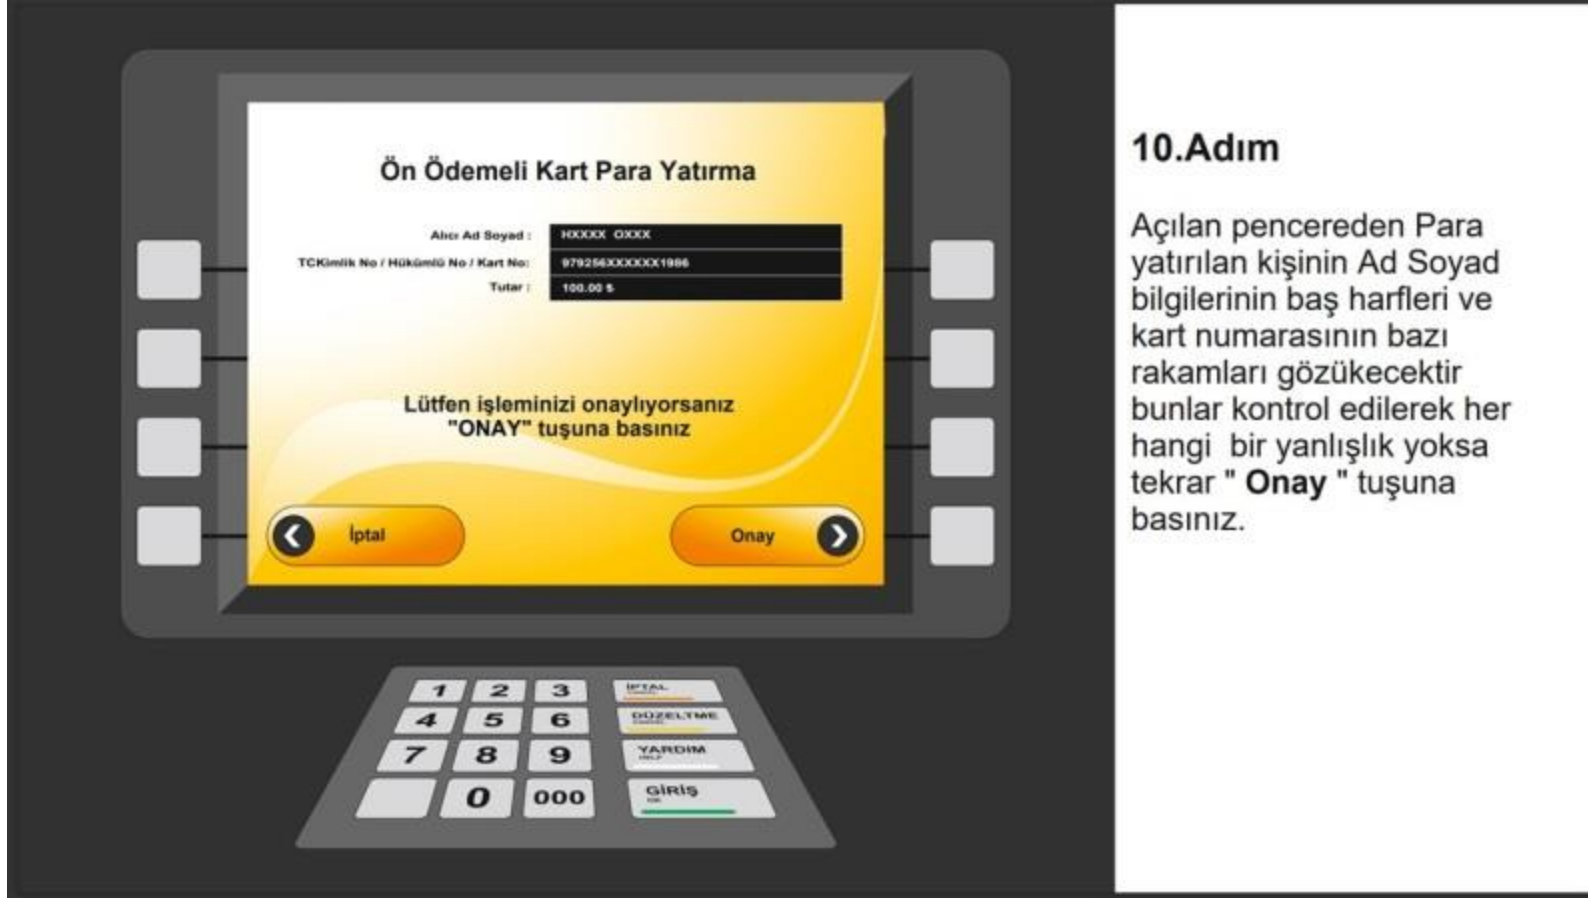 Ön Ödemeli Kart Para Yatırma
Alıcı Ad Soyad : HXXXX OXXX
TCKimlik No / Hükümlü No / Kart No: 979256XXXXXX1986
Tutar : 100.00 ₺
Lütfen işleminizi onaylıyorsanız
"ONAY" tuşuna basınız
İptal
Onay
1 2 3 İPTAL
4 5 6 DÜZELTME
7 8 9 YARDIM
HELP
0 000 GİRİŞ
10.Adım
Açılan pencereden Para
yatırılan kişinin Ad Soyad
bilgilerinin baş harfleri ve
kart numarasının bazı
rakamları gözükecektir
bunlar kontrol edilerek her
hangi bir yanlışlık yoksa
tekrar " Onay " tuşuna
basınız.